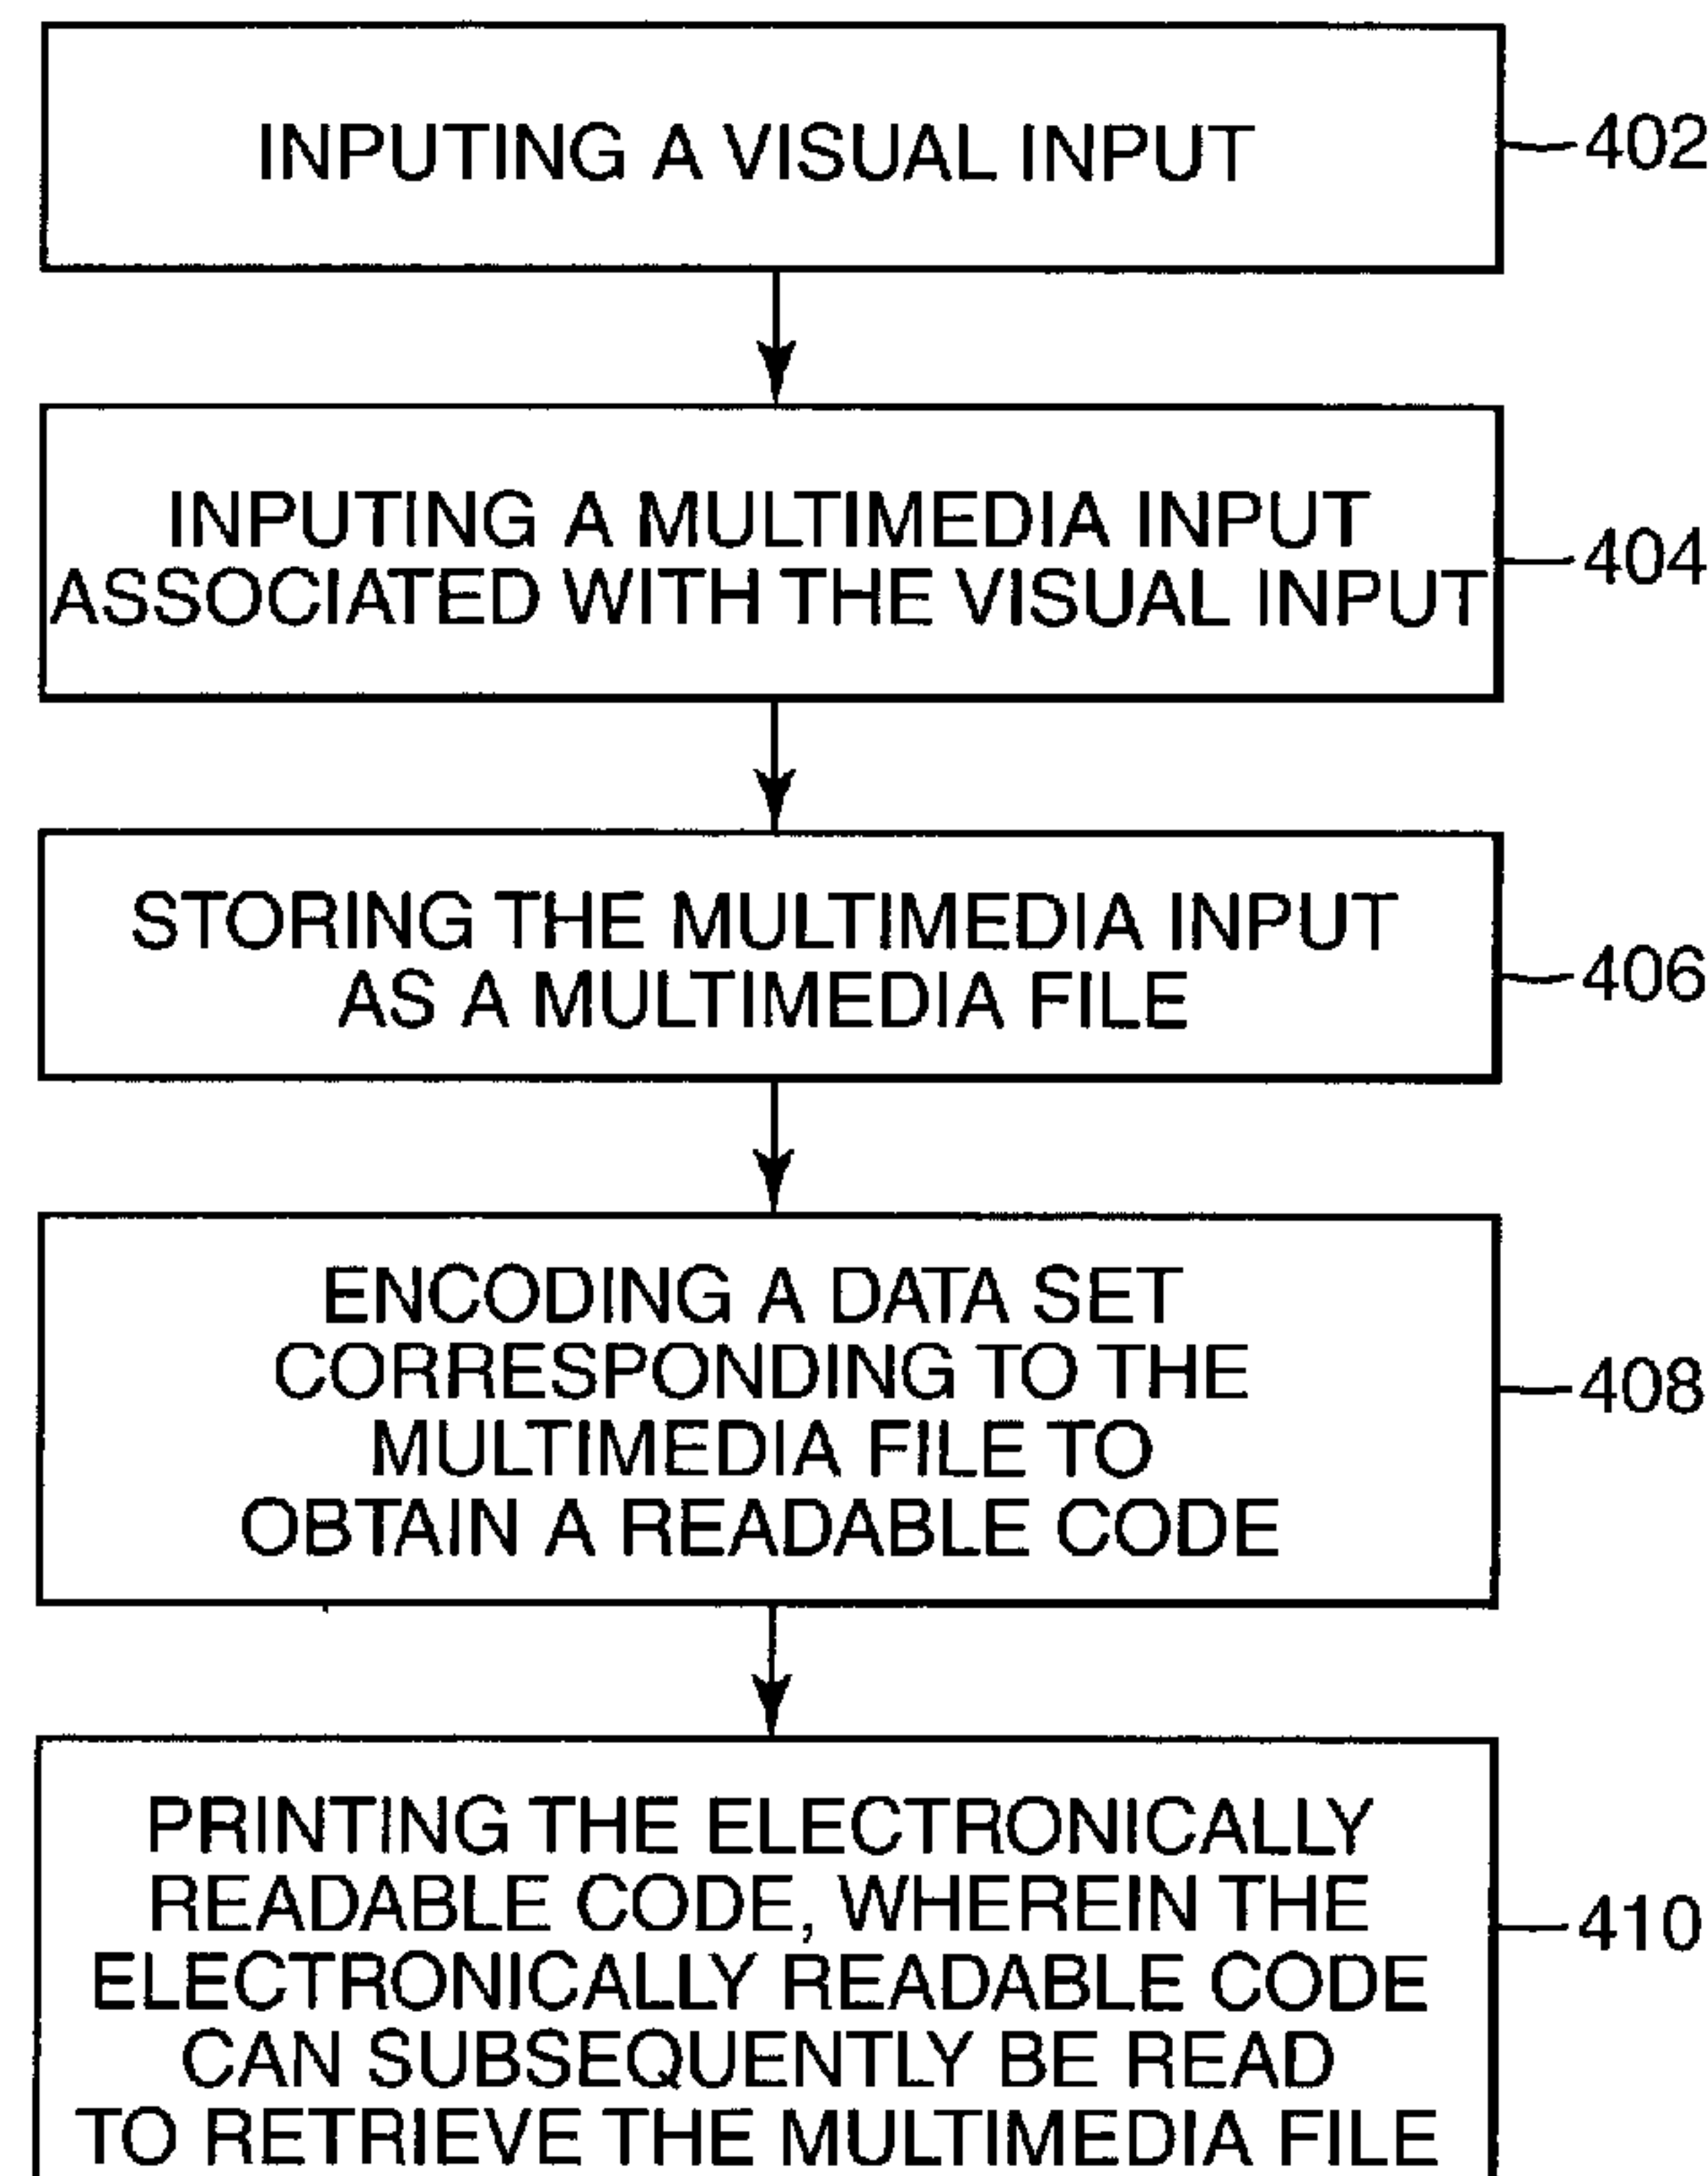 INPUTING A VISUAL INPUT
402
INPUTING A MULTIMEDIA INPUT
ASSOCIATED WITH THE VISUAL INPUT
404
STORING THE MULTIMEDIA INPUT
AS A MULTIMEDIA FILE
406
ENCODING A DATA SET
CORRESPONDING TO THE
MULTIMEDIA FILE TO
OBTAIN A READABLE CODE
408
PRINTING THE ELECTRONICALLY
READABLE CODE, WHEREIN THE
ELECTRONICALLY READABLE CODE
CAN SUBSEQUENTLY BE READ
TO RETRIEVE THE MULTIMEDIA FILE
410